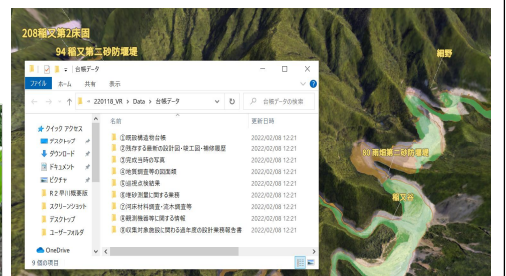 208稲又第2床固
94 稲又第二砂防堰堤
細野
台帳データ
ファイル ホーム 共有 表示
« 220118_VR › Data › 台帳データ
台帳データの検索
名前 更新日時
クイック アクセス
デスクトップ
ダウンロード
ドキュメント
ピクチャ
R２早川概要版
スクリーンショット
デスクトップ
ユーザーフォルダ
OneDrive
①既設構造物台帳 2022/02/08 12:21
②残存する最新の設計図・竣工図・補修履歴 2022/02/08 12:21
③完成当時の写真 2022/02/08 12:21
④地質調査等の図面類 2022/02/08 12:21
⑤巡視点検結果 2022/02/08 12:21
⑥堆砂測量に関する業務 2022/02/08 12:21
⑦河床材料調査・流木調査等 2022/02/08 12:21
⑧観測機器等に関する情報 2022/02/08 12:21
⑨収集対象施設に関わる過年度の設計業務報告書 2022/02/08 12:21
9 個の項目
80 雨畑第二砂防堰堤
稲又谷